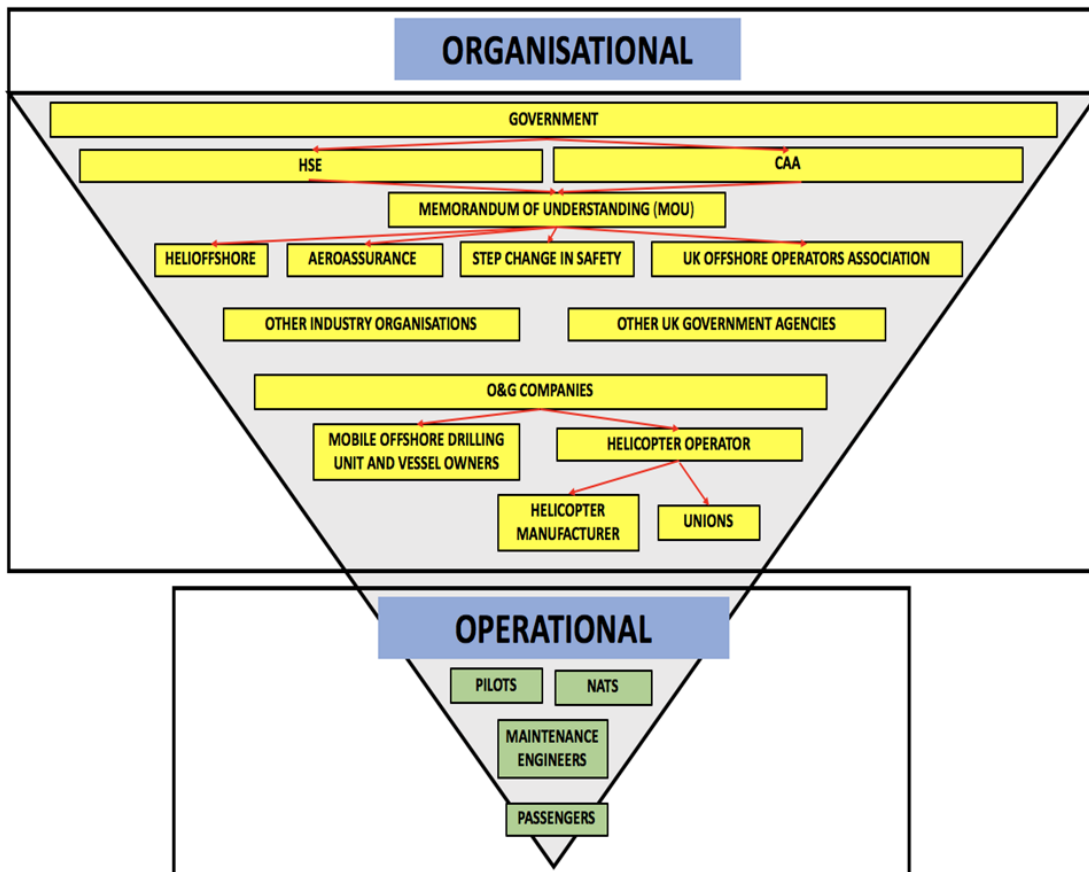 ORGANISATIONAL
GOVERNMENT
HSE
CAA
MEMORANDUM OF UNDERSTANDING (MOU)
HELIOFFSHORE
AEROASSURANCE
STEP CHANGE IN SAFETY
UK OFFSHORE OPERATORS ASSOCIATION
OTHER INDUSTRY ORGANISATIONS
OTHER UK GOVERNMENT AGENCIES
O&G COMPANIES
MOBILE OFFSHORE DRILLING
UNIT AND VESSEL OWNERS
HELICOPTER OPERATOR
HELICOPTER
MANUFACTURER
UNIONS
OPERATIONAL
PILOTS
NATS
MAINTENANCE
ENGINEERS
PASSENGERS